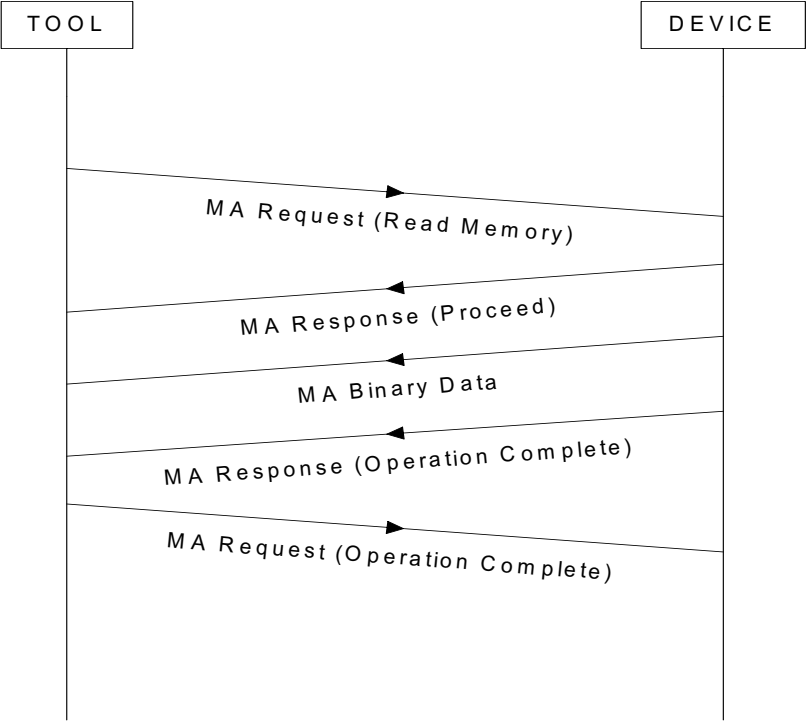 TOOL
DEVICE
MA Request (Read Memory)
MA Response (Proceed)
MA Binary Data
MA Response (Operation Complete)
MA Request (Operation Complete)